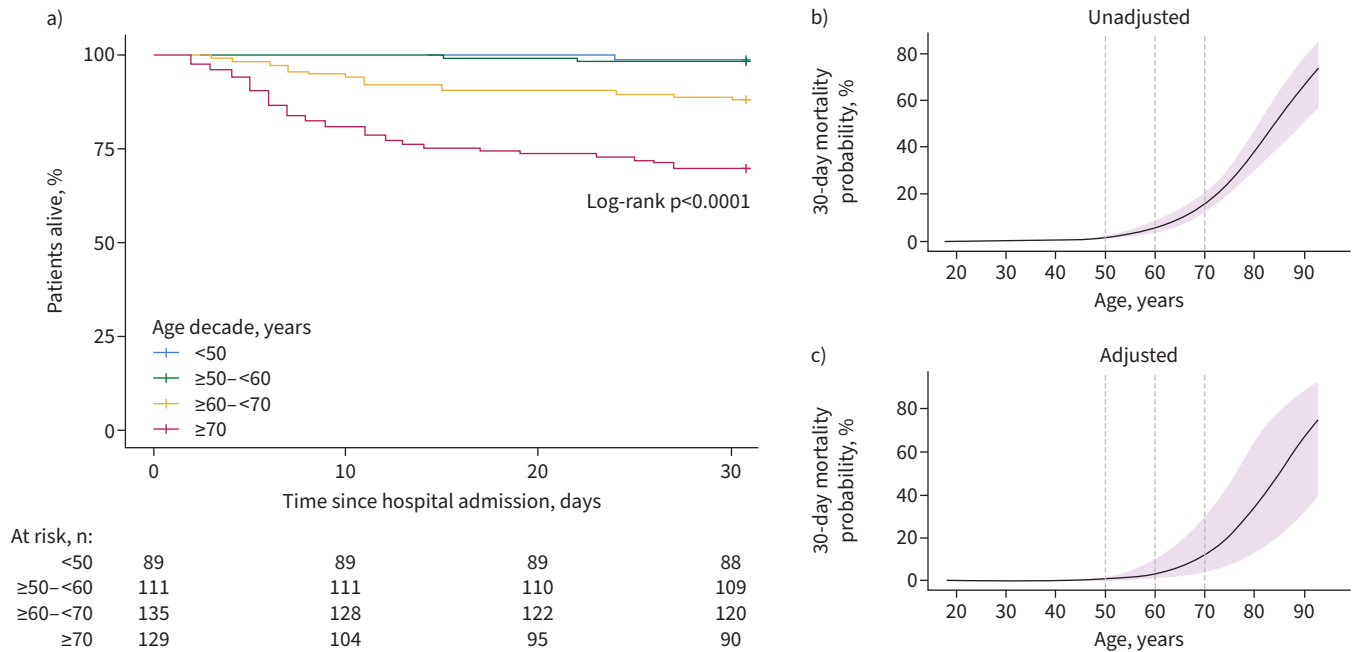 a)
100
75
50
25
0
Patients alive, %
Log-rank p<0.0001
Age decade, years
<50
≥50–<60
≥60–<70
≥70
0 10 20 30
Time since hospital admission, days
At risk, n:
<50 89 89 89 88
≥50–<60 111 111 110 109
≥60–<70 135 128 122 120
≥70 129 104 95 90
b)
Unadjusted
80
60
40
20
0
30-day mortality
probability, %
20 30 40 50 60 70 80 90
Age, years
c)
Adjusted
80
60
40
20
0
30-day mortality
probability, %
20 30 40 50 60 70 80 90
Age, years